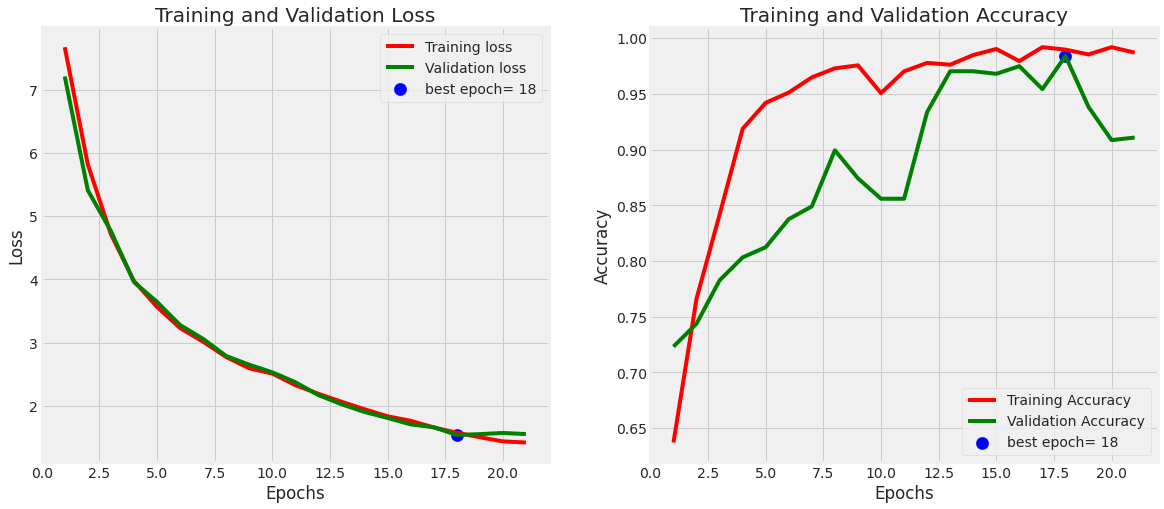 Training and Validation Loss
Training loss
Validation loss
best epoch= 18
7
6
5
4
3
2
Loss
0.0 2.5 5.0 7.5 10.0 12.5 15.0 17.5 20.0
Epochs
Training and Validation Accuracy
1.00
0.95
0.90
0.85
0.80
0.75
0.70
0.65
Accuracy
Training Accuracy
Validation Accuracy
best epoch= 18
0.0 2.5 5.0 7.5 10.0 12.5 15.0 17.5 20.0
Epochs